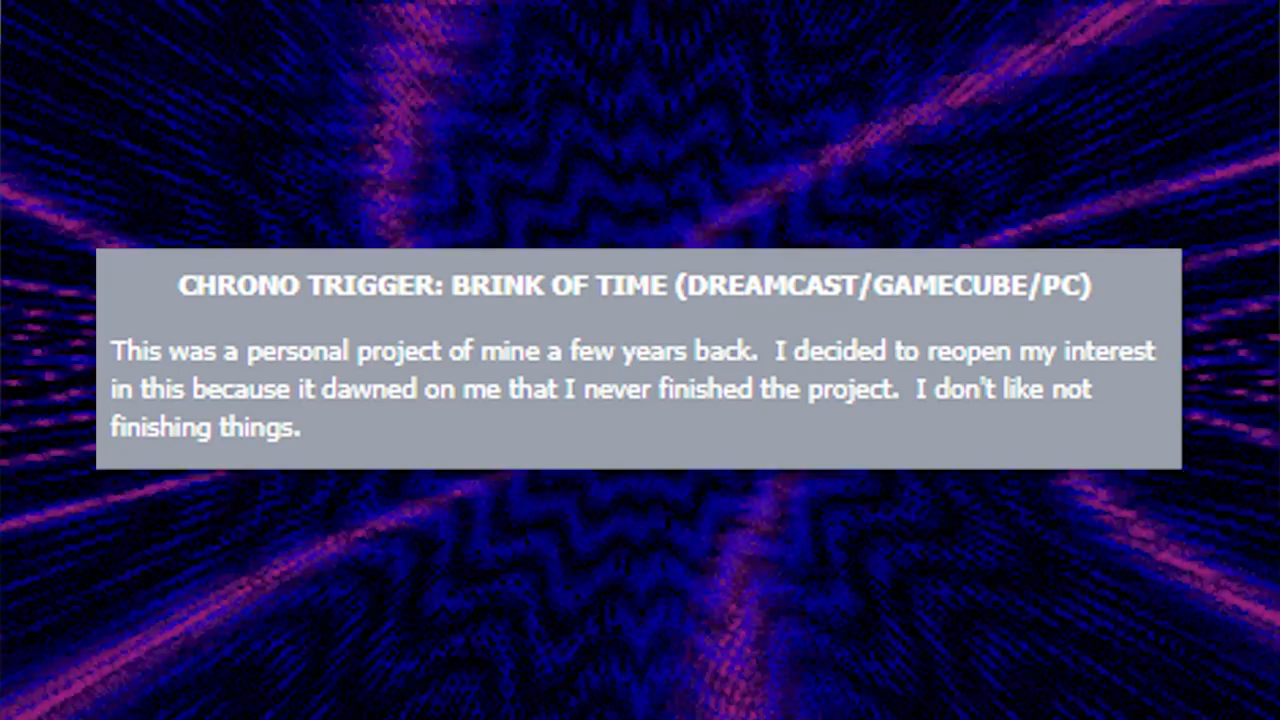 CHRONO TRIGGER: BRINK OF TIME (DREAMCAST/GAMECUBE/PC)
This was a personal project of mine a few years back.  I decided to reopen my interest
in this because it dawned on me that I never finished the project.  I don't like not
finishing things.